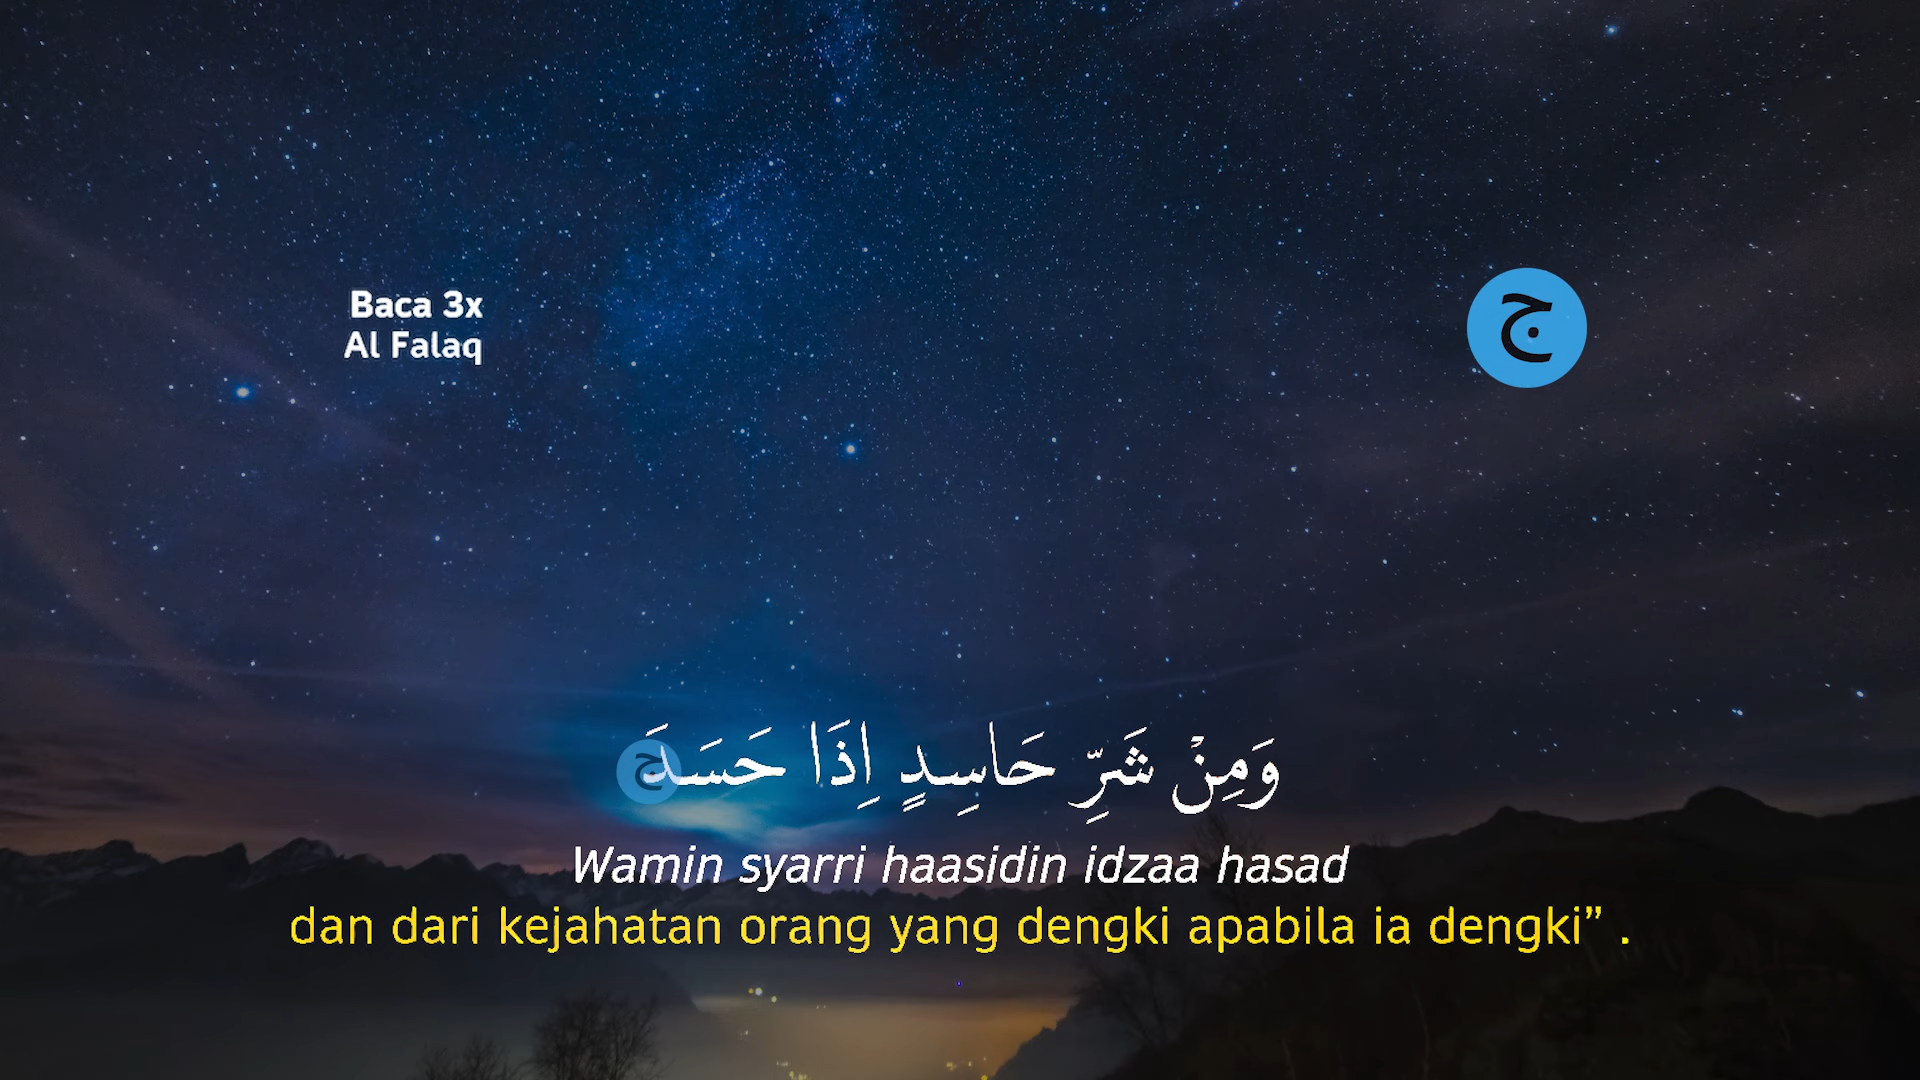 Baca 3x
Al Falaq
ج
وَمِنْ شَرِّ حَاسِدٍ اِذَا حَسَدَ
ج
Wamin syarri haasidin idzaa hasad
dan dari kejahatan orang yang dengki apabila ia dengki” .